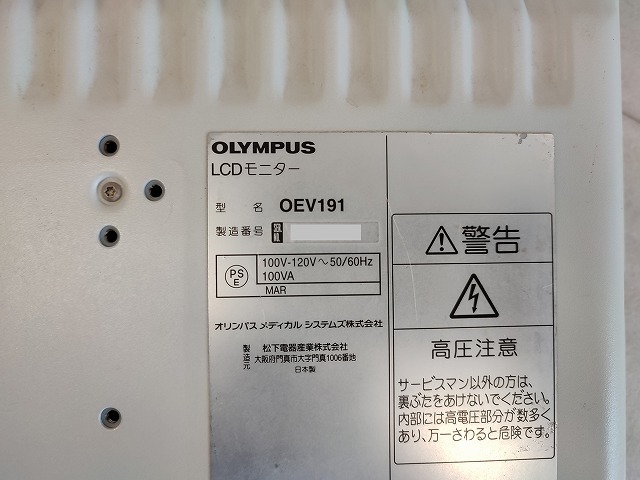 OLYMPUS
LCDモニター
型 名 OEV191
製造番号 SER. NO.
PS
E
100V-120V～50/60Hz
100VA
MAR
オリンパス メディカル システムズ株式会社
製造元
松下電器産業株式会社
大阪府門真市大字門真1006番地
日本製
警告
高圧注意
サービスマン以外の方は、
裏ぶたをあけないでください。
内部には高電圧部分が数多く
あり、万一さわると危険です。